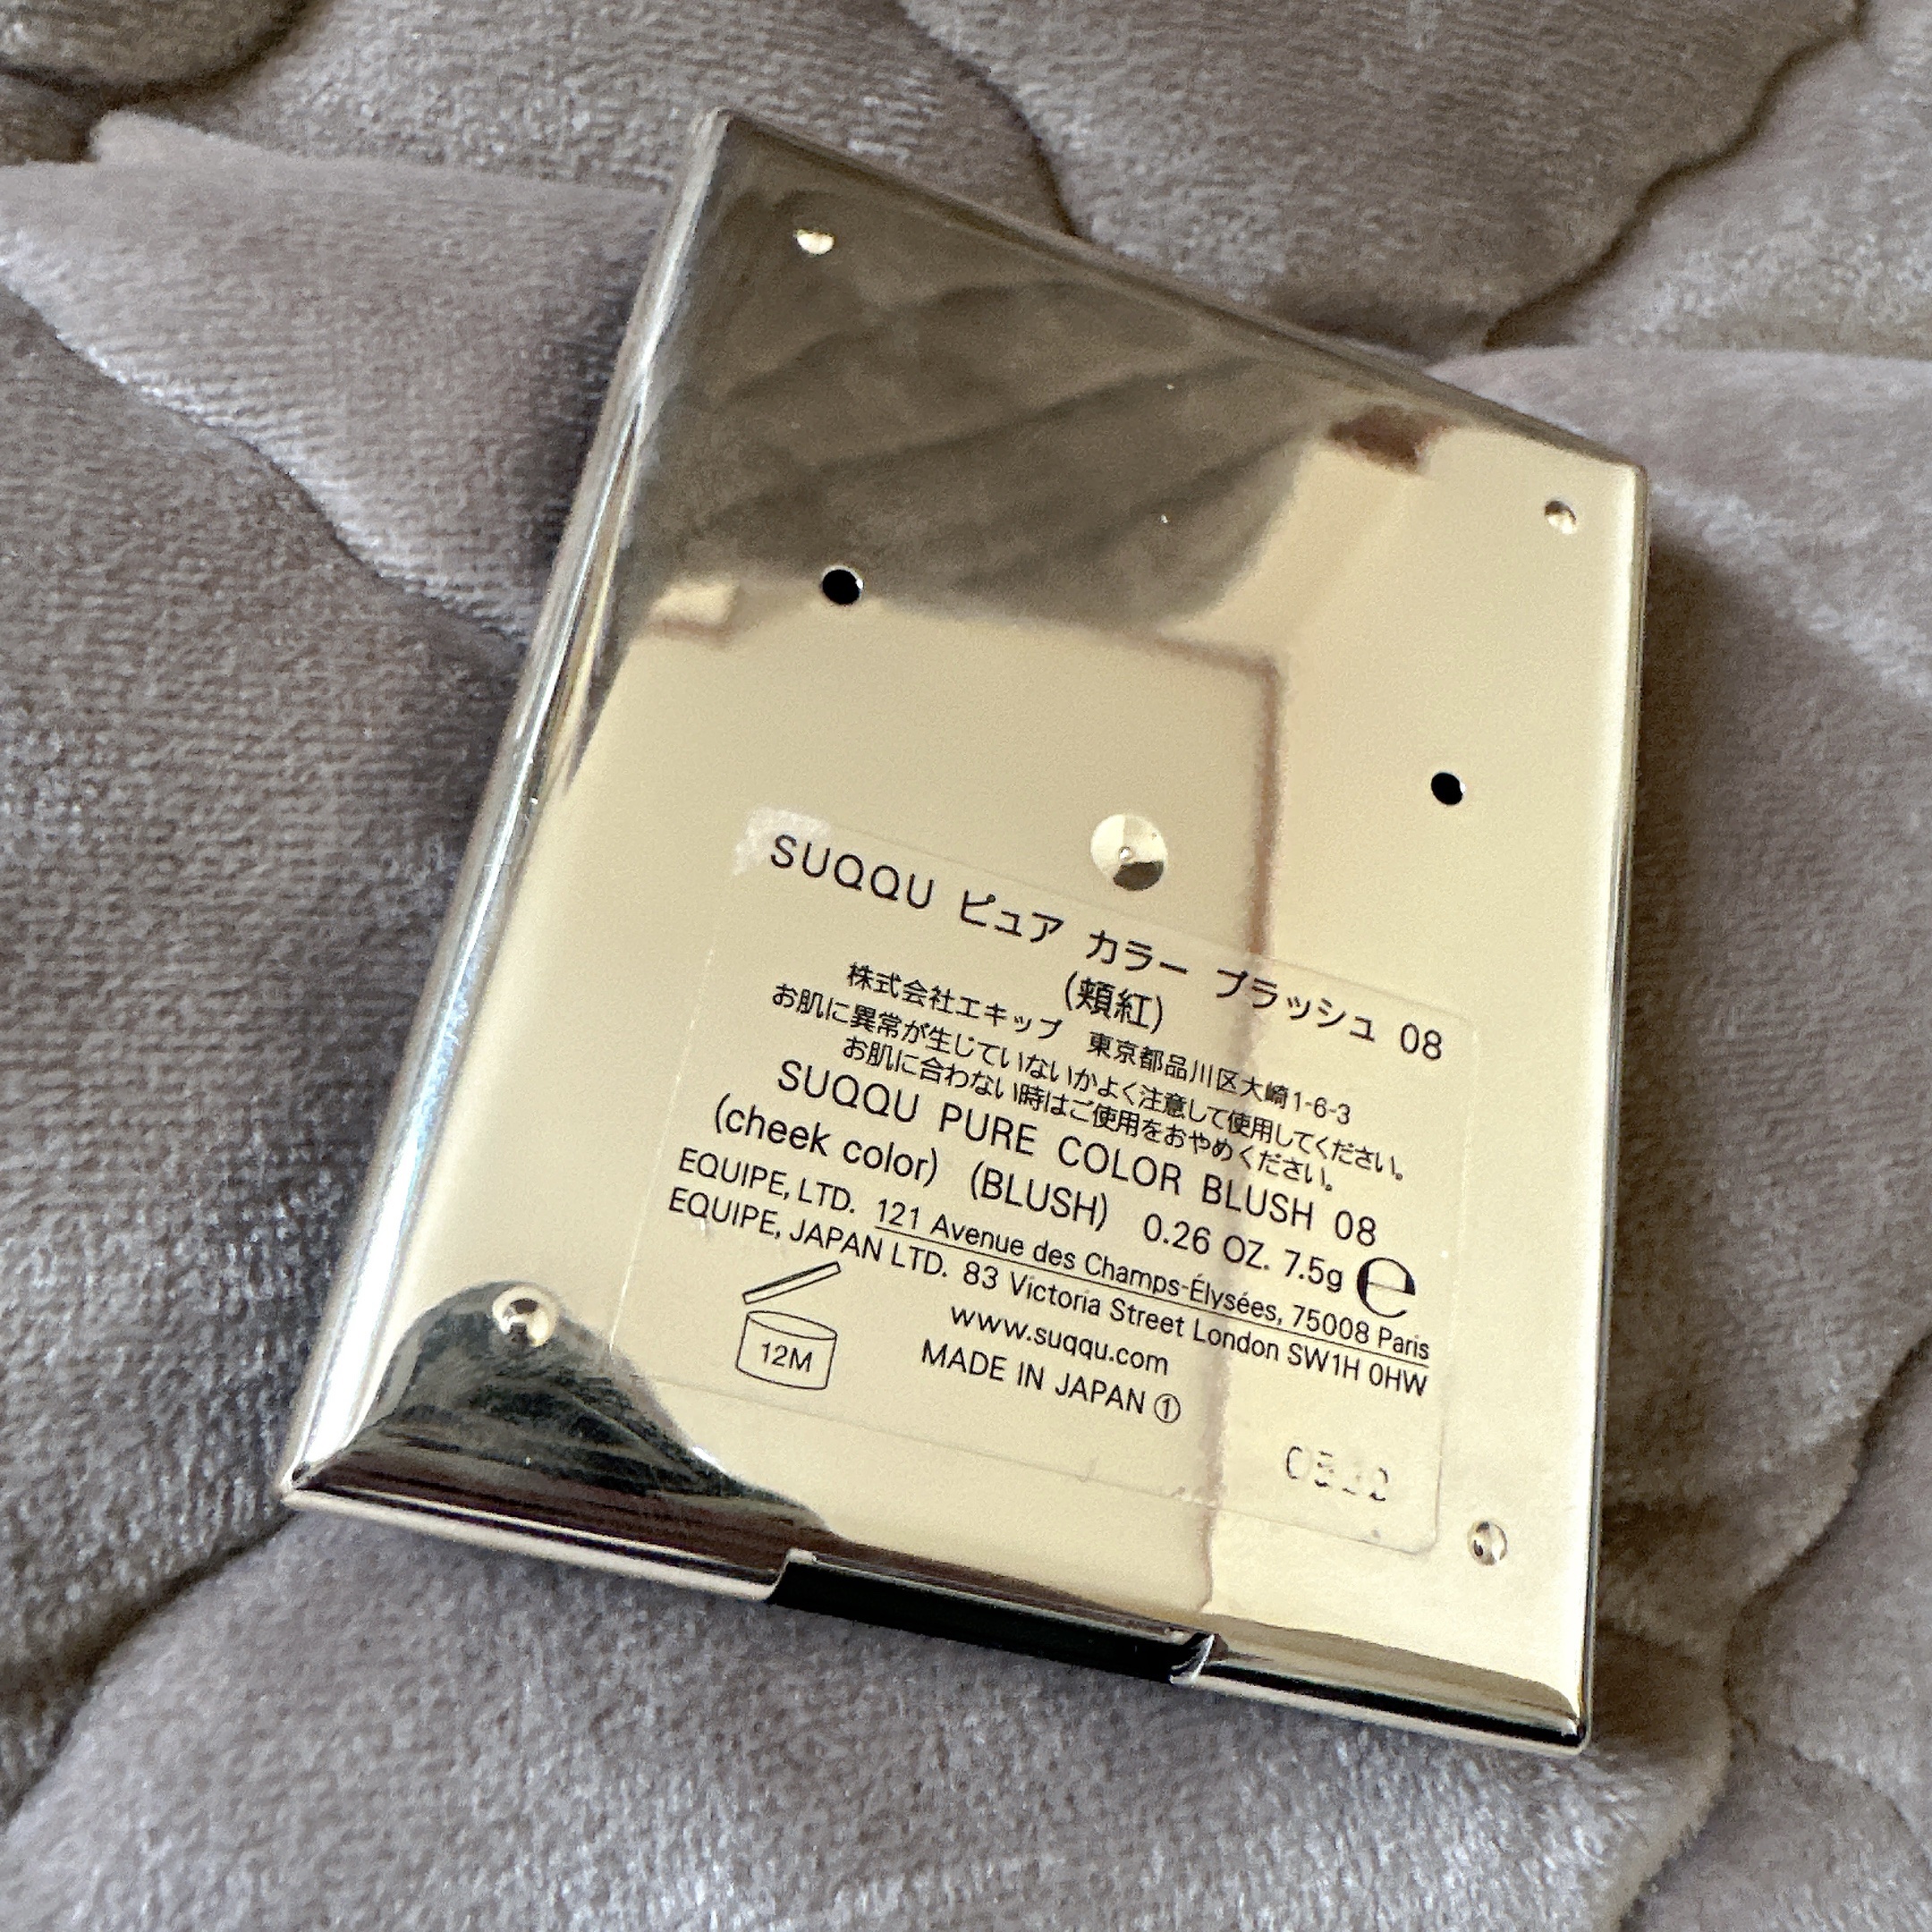 SUQQU ピュア カラー ブラッシュ 08
(頬紅)
株式会社エキップ 東京都品川区大崎1-6-3
お肌に異常が生じていないかよく注意して使用してください。
お肌に合わない時はご使用をおやめください。
SUQQU PURE COLOR BLUSH 08
(cheek color) (BLUSH) 0.26 OZ. 7.5g ℮
EQUIPE, LTD. 121 Avenue des Champs-Élysées, 75008 Paris
EQUIPE, JAPAN LTD. 83 Victoria Street London SW1H 0HW
www.suqqu.com
12M
MADE IN JAPAN ①